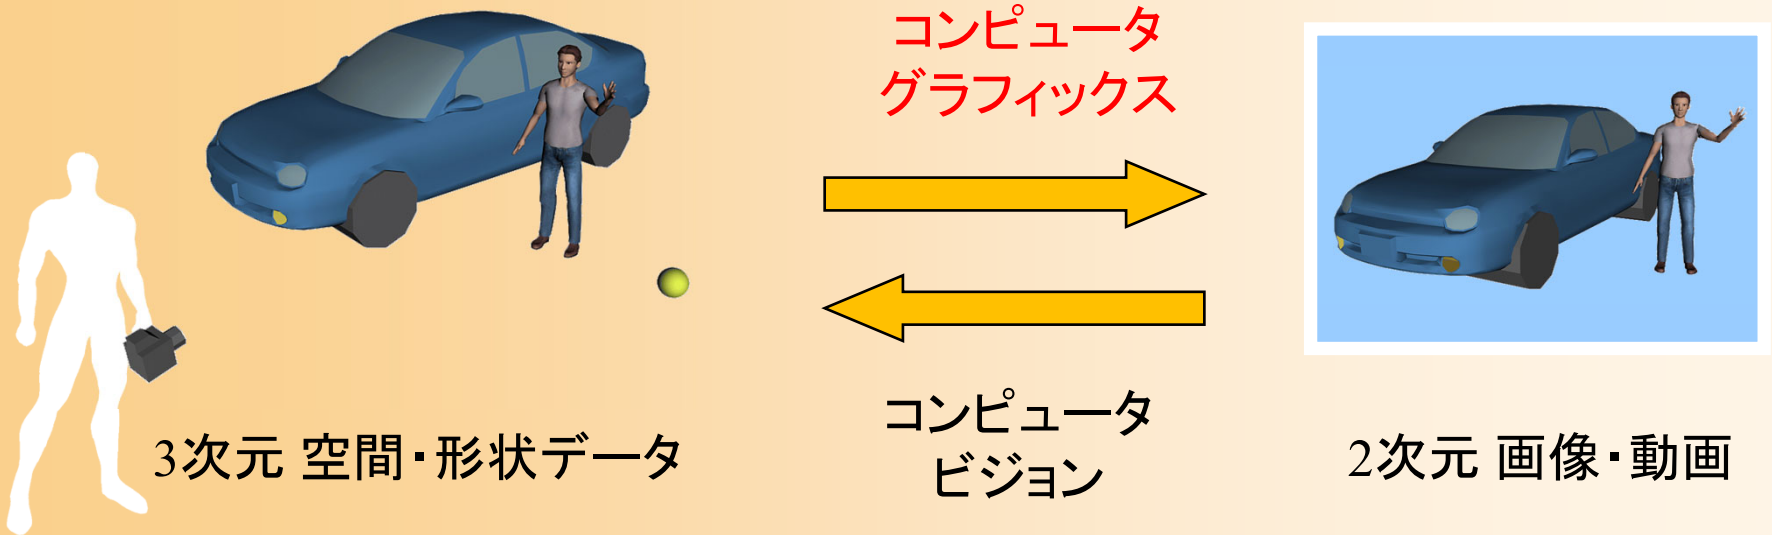 コンピュータ
グラフィックス
コンピュータ
ビジョン
3次元 空間・形状データ
2次元 画像・動画